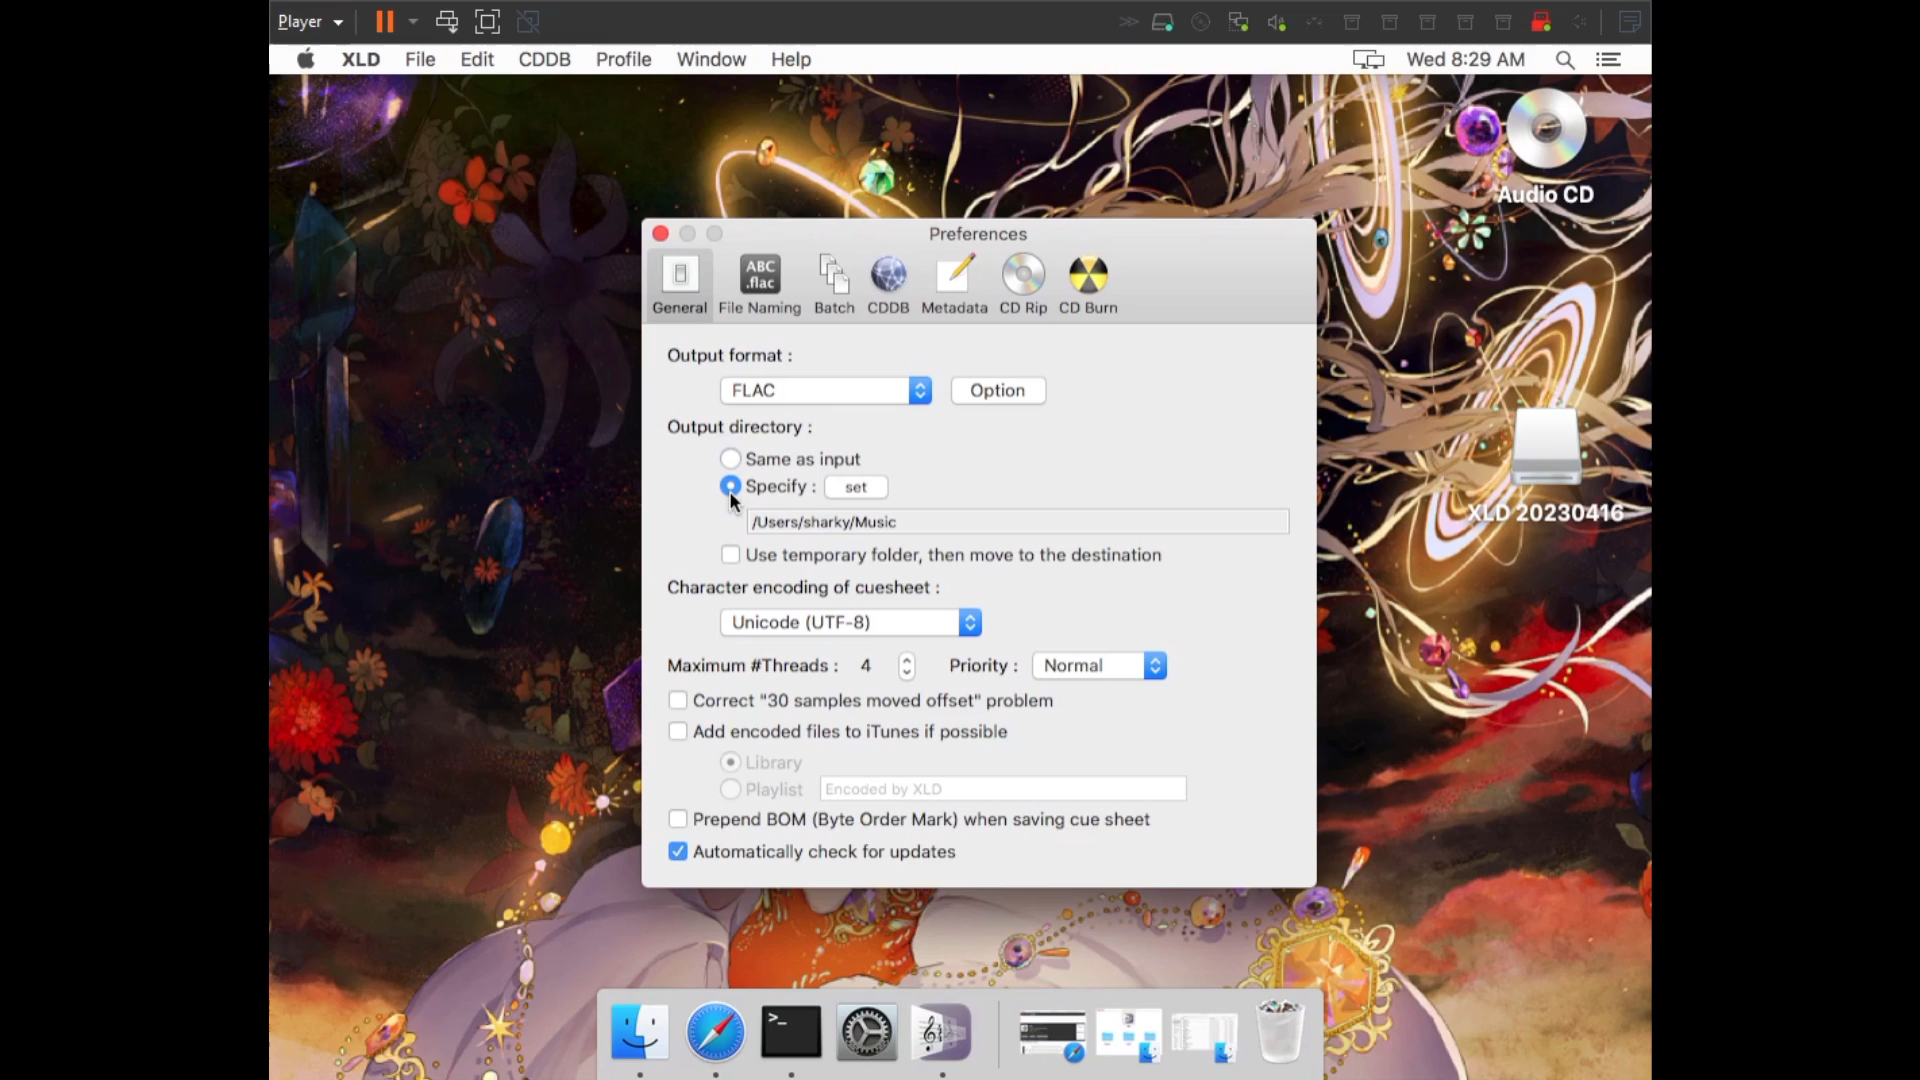 Player
XLD File Edit CDDB Profile Window Help Wed 8:29 AM
Audio CD
Preferences
ABC
.flac
General File Naming Batch CDDB Metadata CD Rip CD Burn
Output format :
FLAC Option
Output directory :
Same as input
Specify : set
/Users/sharky/Music
XLD 20230416
Use temporary folder, then move to the destination
Character encoding of cuesheet :
Unicode (UTF-8)
Maximum #Threads : 4 Priority : Normal
Correct "30 samples moved offset" problem
Add encoded files to iTunes if possible
Library
Playlist Encoded by XLD
Prepend BOM (Byte Order Mark) when saving cue sheet
Automatically check for updates
>_